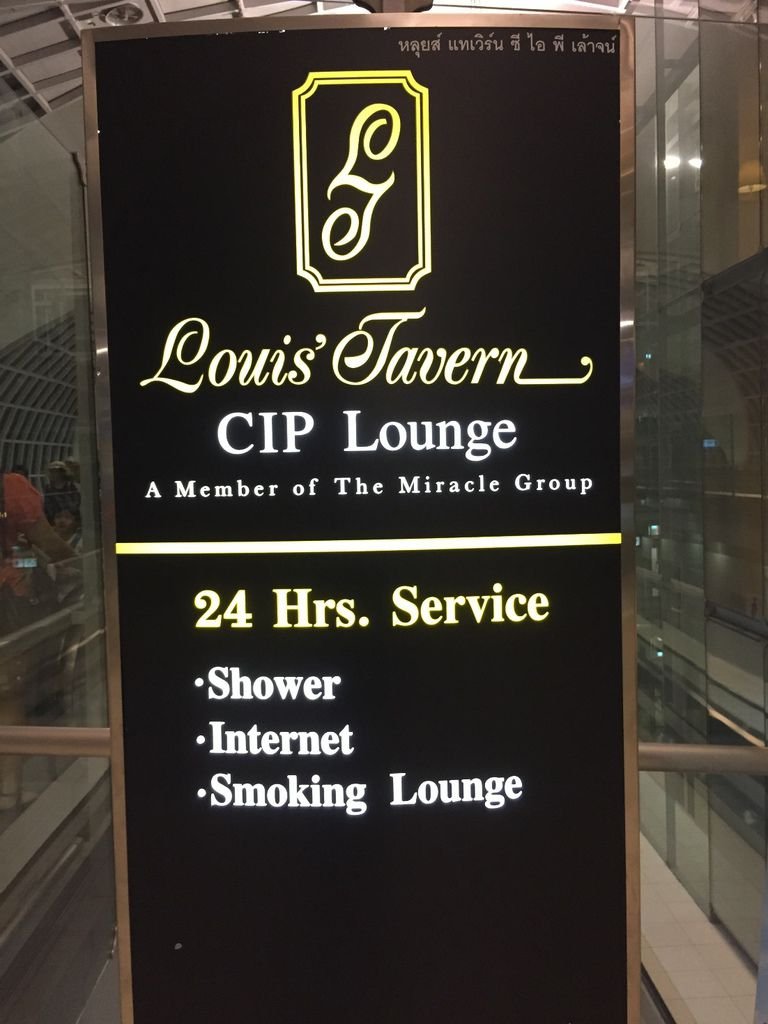 หลุยส์ แทเวิร์น ซี ไอ พี เล้าจน์
LT
Louis' Tavern
CIP Lounge
A Member of The Miracle Group
24 Hrs. Service
·Shower
·Internet
·Smoking Lounge